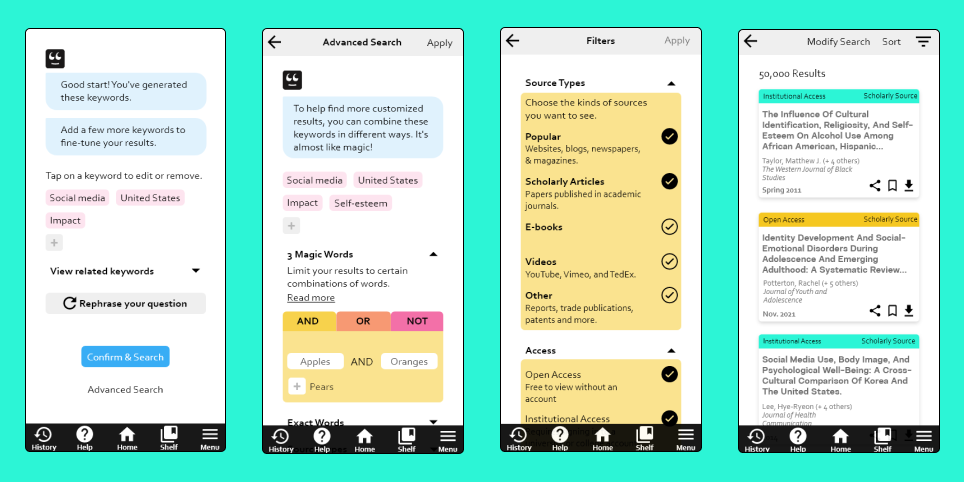 Good start! You've generated
these keywords.
Add a few more keywords to
fine-tune your results.
Tap on a keyword to edit or remove.
Social media
United States
Impact
+
View related keywords
Rephrase your question
Confirm & Search
Advanced Search
History
Help
Home
Shelf
Menu
Advanced Search
Apply
To help find more customized
results, you can combine these
keywords in different ways. It's
almost like magic!
Social media
United States
Impact
Self-esteem
+
3 Magic Words
Limit your results to certain
combinations of words.
Read more
AND
OR
NOT
Apples
AND
Oranges
+ Pears
Exact Words
History
Help
Home
Shelf
Menu
Filters
Apply
Source Types
Choose the kinds of sources
you want to see.
Popular
Websites, blogs, newspapers,
& magazines.
Scholarly Articles
Papers published in academic
journals.
E-books
Videos
YouTube, Vimeo, and TedEx.
Other
Reports, trade publications,
patents and more.
Access
Open Access
Free to view without an
account
Institutional Access
History
Help
Home
Shelf
Menu
Modify Search
Sort
50,000 Results
Institutional Access
Scholarly Source
The Influence Of Cultural
Identification, Religiosity, And Self-
Esteem On Alcohol Use Among
African American, Hispanic...
Taylor, Matthew J. (+ 4 others)
The Western Journal of Black
Studies
Spring 2011
Open Access
Scholarly Source
Identity Development And Social-
Emotional Disorders During
Adolescence And Emerging
Adulthood: A Systematic Review...
Potterton, Rachel (+ 5 others)
Journal of Youth and
Adolescence
Nov. 2021
Institutional Access
Scholarly Source
Social Media Use, Body Image, And
Psychological Well-Being: A Cross-
Cultural Comparison Of Korea And
The United States.
Lee, Hye-Ryeon (+ 4 others)
Journal of Health
Communication
History
Help
Home
Shelf
Menu